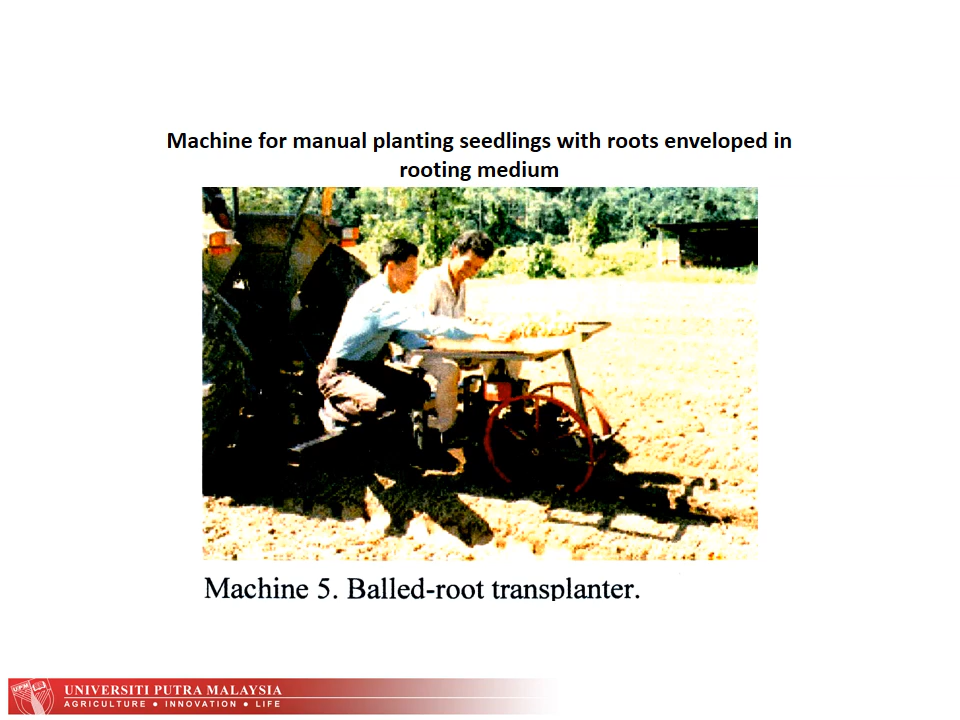 Machine for manual planting seedlings with roots enveloped in
rooting medium
Machine 5. Balled-root transplanter.
UPM
UNIVERSITI PUTRA MALAYSIA
AGRICULTURE ● INNOVATION ● LIFE